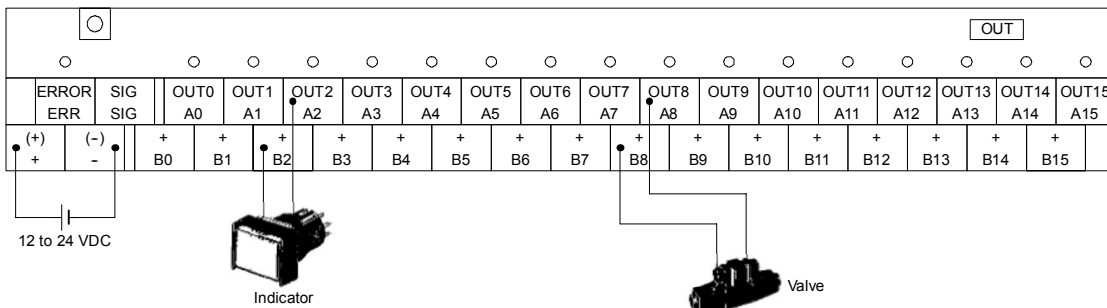 OUT
ERROR SIG OUT0 OUT1 OUT2 OUT3 OUT4 OUT5 OUT6 OUT7 OUT8 OUT9 OUT10 OUT11 OUT12 OUT13 OUT14 OUT15
ERR SIG A0 A1 A2 A3 A4 A5 A6 A7 A8 A9 A10 A11 A12 A13 A14 A15
(+) (-) + + + + + + + + + + + + + + + +
+ - B0 B1 B2 B3 B4 B5 B6 B7 B8 B9 B10 B11 B12 B13 B14 B15
12 to 24 VDC
Indicator
Valve